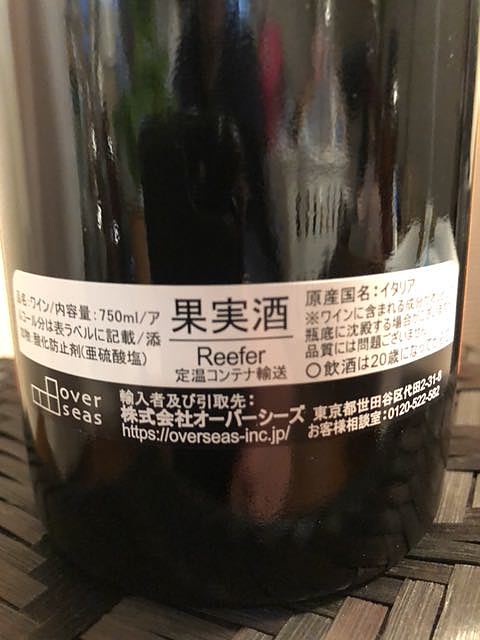 品名:ワイン/内容量:750ml/ア
ルコール分は表ラベルに記載/添
加物:酸化防止剤(亜硫酸塩)
果実酒
Reefer
定温コンテナ輸送
原産国名:イタリア
※ワインに含まれる成分
瓶底に沈殿する場合がござい
品質には問題ございません
○飲酒は20歳になって
over
seas
輸入者及び引取先:
株式会社オーバーシーズ
https://overseas-inc.jp/
東京都世田谷区代田2-31-8
お客様相談室:0120-522-582